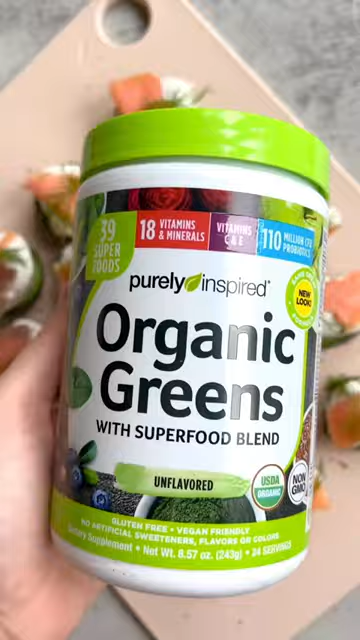 39
SUPER
FOODS
18 VITAMINS
& MINERALS
VITAMINS
C & E
110 MILLION CFU
PROBIOTICS
purely inspired®
NEW
LOOK!
Organic
Greens
WITH SUPERFOOD BLEND
UNFLAVORED
USDA
ORGANIC
NON
GMO
GLUTEN FREE • VEGAN FRIENDLY
NO ARTIFICIAL SWEETENERS, FLAVORS OR COLORS
Dietary Supplement • Net Wt. 8.57 oz. (243g) • 34 SERVINGS